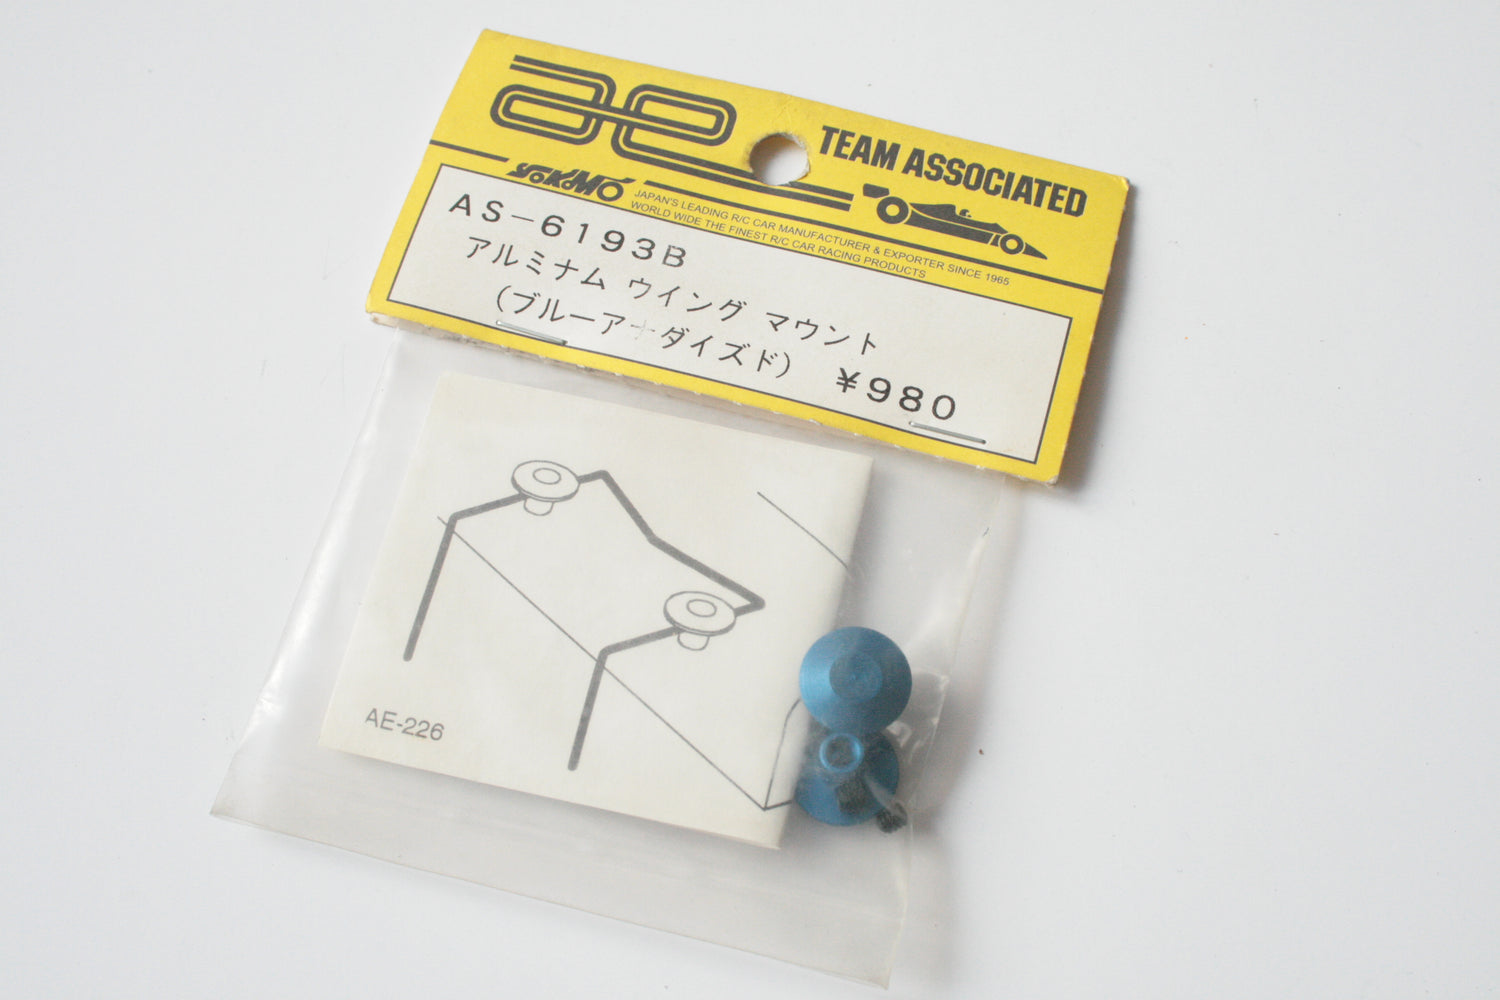 ae
TEAM ASSOCIATED
YOKOMO
JAPAN'S LEADING R/C CAR MANUFACTURER & EXPORTER SINCE 1965
WORLD WIDE THE FINEST R/C CAR RACING PRODUCTS
AS-6193B
アルミナム ウイング マウント
(ブルーアナダイズド)
¥980
AE-226